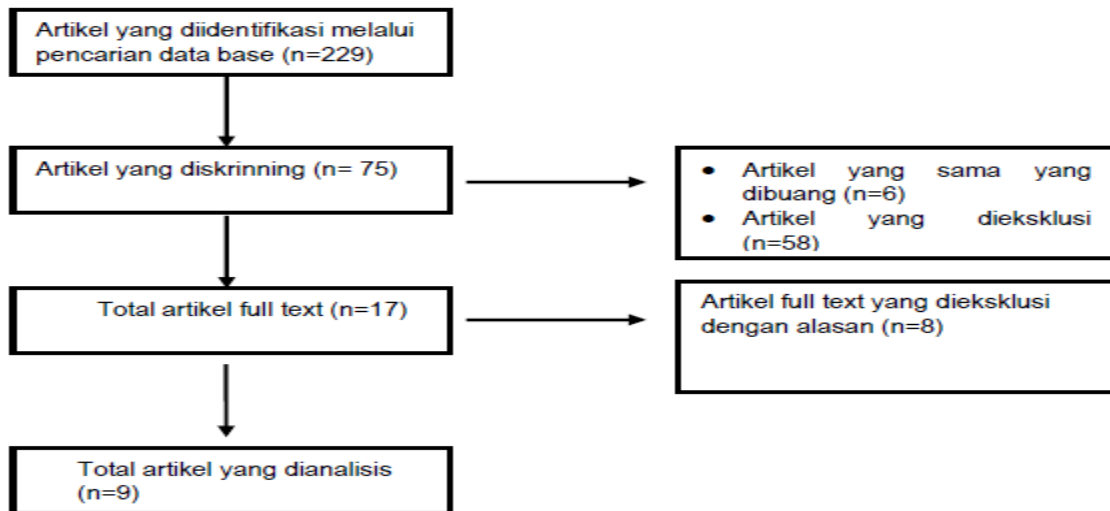 Artikel yang diidentifikasi melalui
pencarian data base (n=229)
Artikel yang diskrinning (n= 75)
• Artikel yang sama yang
dibuang (n=6)
• Artikel yang dieksklusi
(n=58)
Total artikel full text (n=17)
Artikel full text yang dieksklusi
dengan alasan (n=8)
Total artikel yang dianalisis
(n=9)